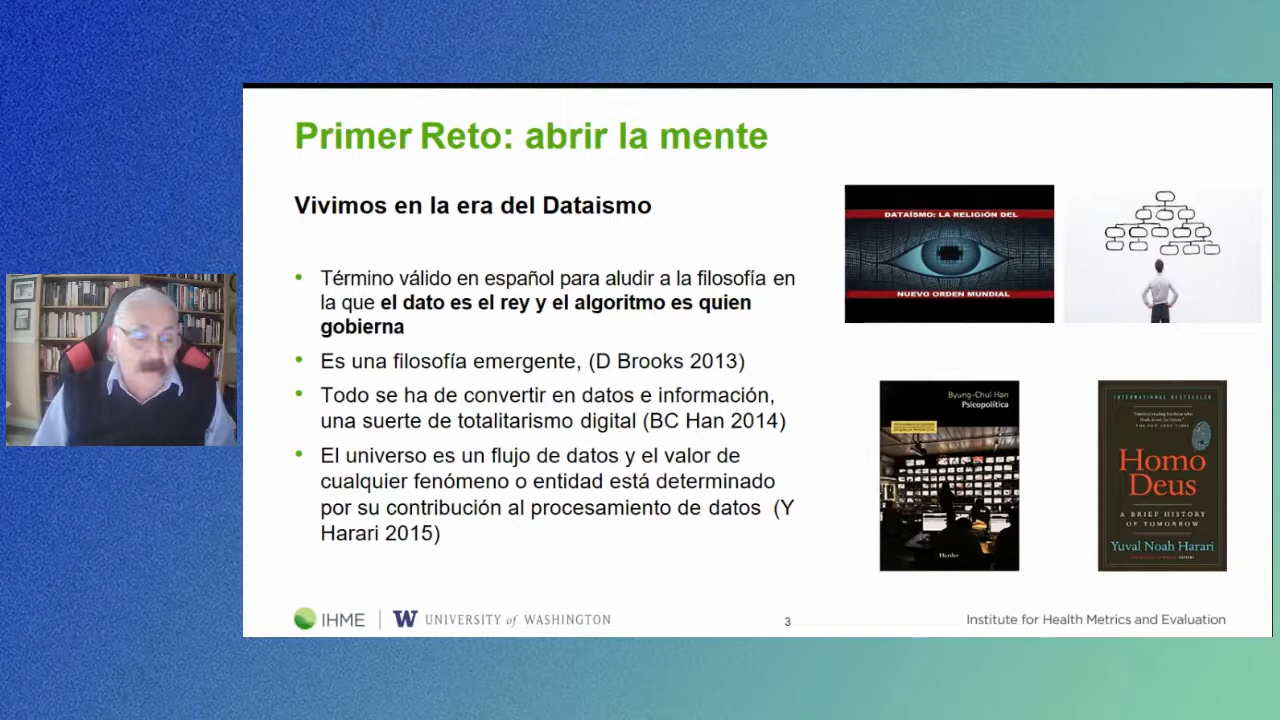 Primer Reto: abrir la mente
Vivimos en la era del Dataismo
• Término válido en español para aludir a la filosofía en
la que el dato es el rey y el algoritmo es quien
gobierna
• Es una filosofía emergente, (D Brooks 2013)
• Todo se ha de convertir en datos e información,
una suerte de totalitarismo digital (BC Han 2014)
• El universo es un flujo de datos y el valor de
cualquier fenómeno o entidad está determinado
por su contribución al procesamiento de datos (Y
Harari 2015)
DATAÍSMO: LA RELIGIÓN DEL
NUEVO ORDEN MUNDIAL
Byung-Chul Han
Psicopolítica
Herder
INTERNATIONAL BESTSELLER
Homo
Deus
A BRIEF HISTORY
OF TOMORROW
Yuval Noah Harari
IHME
W UNIVERSITY of WASHINGTON
3
Institute for Health Metrics and Evaluation